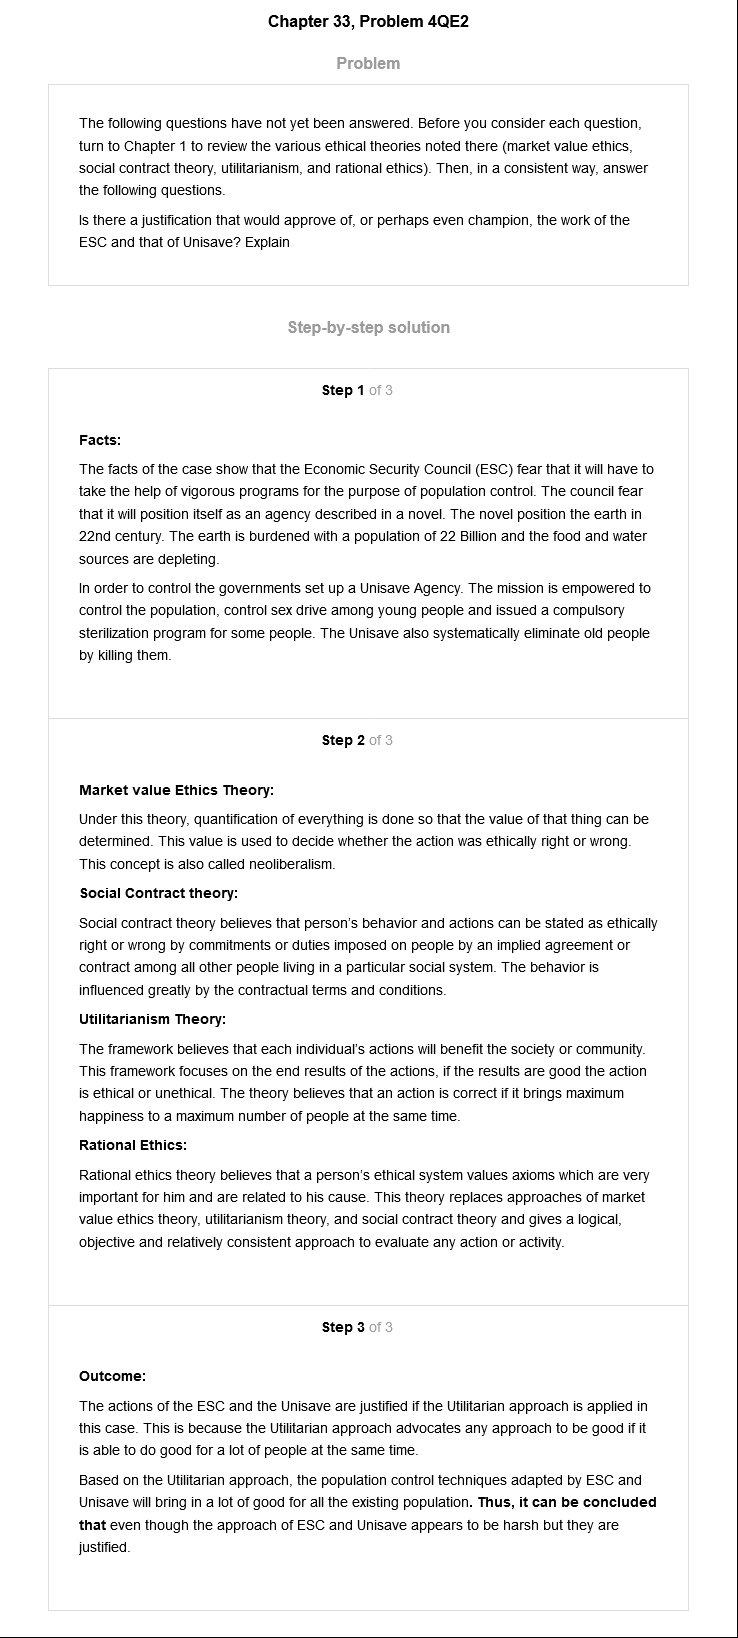 Chapter 33, Problem 4QE2
Problem
The following questions have not yet been answered. Before you consider each question,
turn to Chapter 1 to review the various ethical theories noted there (market value ethics,
social contract theory, utilitarianism, and rational ethics). Then, in a consistent way, answer
the following questions.
Is there a justification that would approve of, or perhaps even champion, the work of the
ESC and that of Unisave? Explain
Step-by-step solution
Step 1 of 3
Facts:
The facts of the case show that the Economic Security Council (ESC) fear that it will have to
take the help of vigorous programs for the purpose of population control. The council fear
that it will position itself as an agency described in a novel. The novel position the earth in
22nd century. The earth is burdened with a population of 22 Billion and the food and water
sources are depleting.
In order to control the governments set up a Unisave Agency. The mission is empowered to
control the population, control sex drive among young people and issued a compulsory
sterilization program for some people. The Unisave also systematically eliminate old people
by killing them.
Step 2 of 3
Market value Ethics Theory:
Under this theory, quantification of everything is done so that the value of that thing can be
determined. This value is used to decide whether the action was ethically right or wrong.
This concept is also called neoliberalism.
Social Contract theory:
Social contract theory believes that person's behavior and actions can be stated as ethically
right or wrong by commitments or duties imposed on people by an implied agreement or
contract among all other people living in a particular social system. The behavior is
influenced greatly by the contractual terms and conditions.
Utilitarianism Theory:
The framework believes that each individual's actions will benefit the society or community.
This framework focuses on the end results of the actions, if the results are good the action
is ethical or unethical. The theory believes that an action is correct if it brings maximum
happiness to a maximum number of people at the same time.
Rational Ethics:
Rational ethics theory believes that a person's ethical system values axioms which are very
important for him and are related to his cause. This theory replaces approaches of market
value ethics theory, utilitarianism theory, and social contract theory and gives a logical,
objective and relatively consistent approach to evaluate any action or activity.
Step 3 of 3
Outcome:
The actions of the ESC and the Unisave are justified if the Utilitarian approach is applied in
this case. This is because the Utilitarian approach advocates any approach to be good if it
is able to do good for a lot of people at the same time.
Based on the Utilitarian approach, the population control techniques adapted by ESC and
Unisave will bring in a lot of good for all the existing population. Thus, it can be concluded
that even though the approach of ESC and Unisave appears to be harsh but they are
justified.